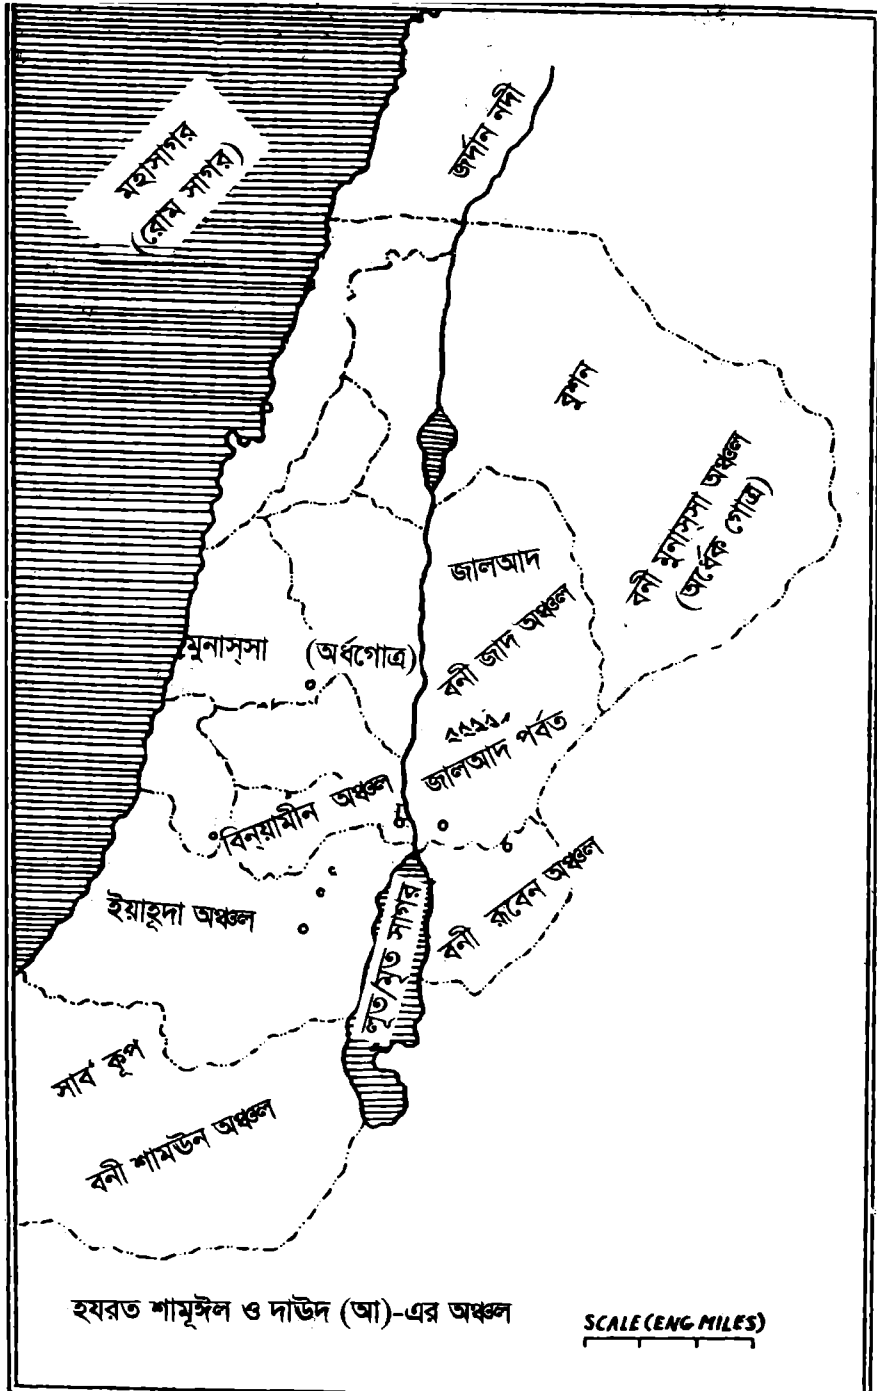 জর্দান নদী
মহাসাগর
(রোম সাগর)
বুশন
বনী মুনাস্সা অঞ্চল
(অর্ধেক গোত্র)
জালআদ
বনী জাদ অঞ্চল
মুনাস্সা (অর্ধগোত্র)
জালআদ পর্বত
বিন্য়ামীন অঞ্চল
বনী রূবেন অঞ্চল
ইয়াহূদা অঞ্চল
লূত/মৃত সাগর
সাব কূপ
বনী শামঊন অঞ্চল
হযরত শামূঈল ও দাউদ (আ)-এর অঞ্চল
SCALE (ENG MILES)